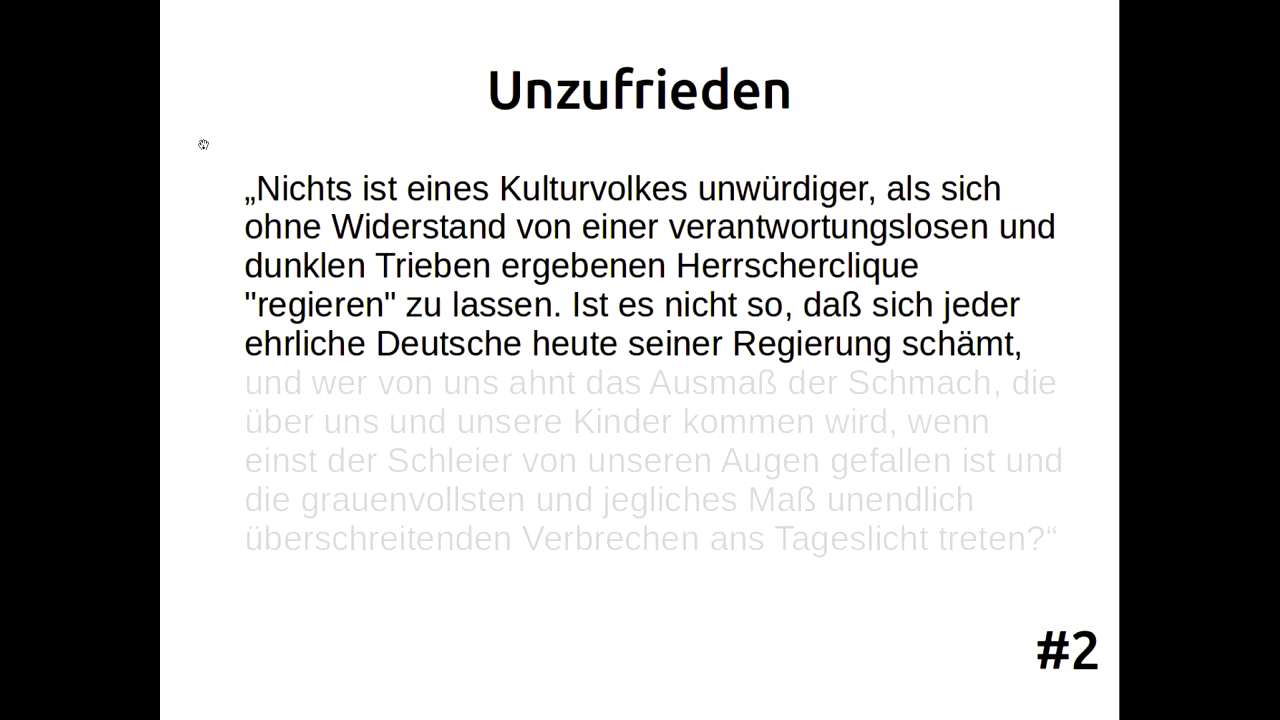 Unzufrieden
„Nichts ist eines Kulturvolkes unwürdiger, als sich
ohne Widerstand von einer verantwortungslosen und
dunklen Trieben ergebenen Herrscherclique
"regieren" zu lassen. Ist es nicht so, daß sich jeder
ehrliche Deutsche heute seiner Regierung schämt,
und wer von uns ahnt das Ausmaß der Schmach, die
über uns und unsere Kinder kommen wird, wenn
einst der Schleier von unseren Augen gefallen ist und
die grauenvollsten und jegliches Maß unendlich
überschreitenden Verbrechen ans Tageslicht treten?“
#2